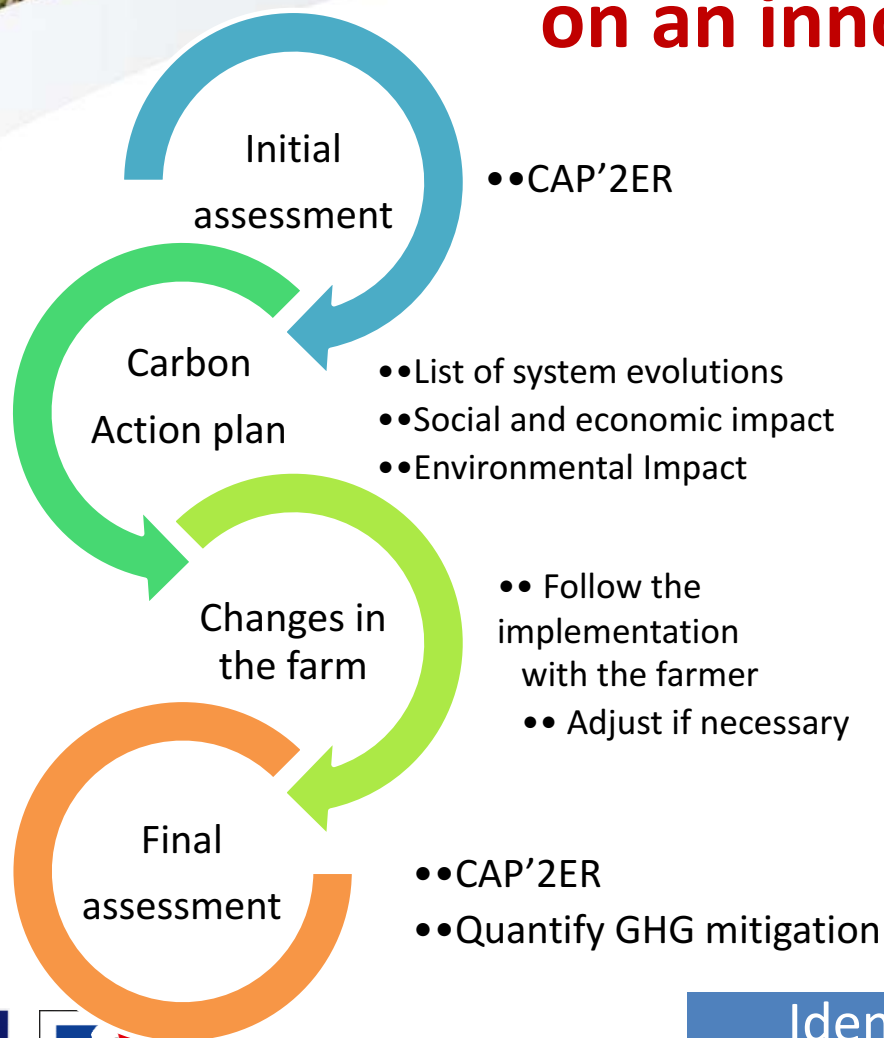 on an
Initial
assessment
••CAP’2ER
Carbon
Action plan
••List of system evolutions
••Social and economic impact
••Environmental Impact
Changes in
the farm
•• Follow the
implementation
with the farmer
•• Adjust if necessary
Final
assessment
••CAP’2ER
••Quantify GHG mitigation